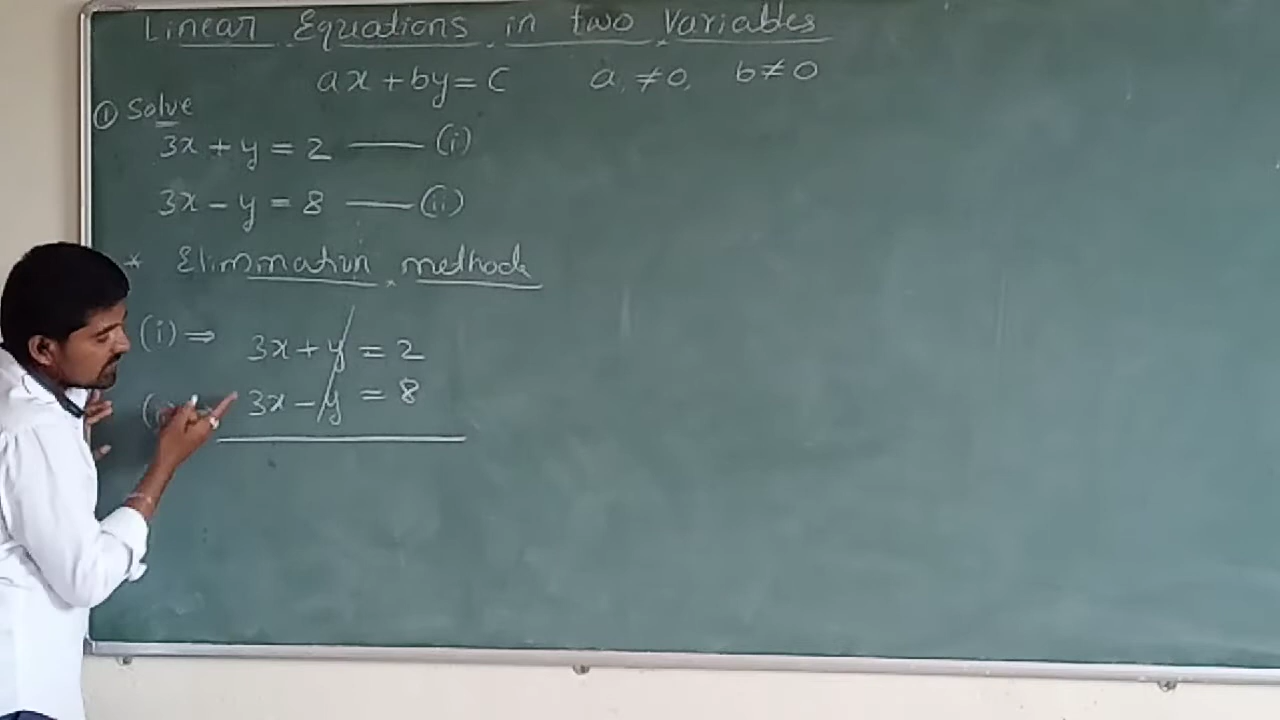 Linear Equations in two Variables
ax + by = C a ≠ 0, b ≠ 0
① Solve
3x + y = 2 —— (i)
3x - y = 8 —— (ii)
* Elimination method
(i) ⇒ 3x + y = 2
3x - y = 8